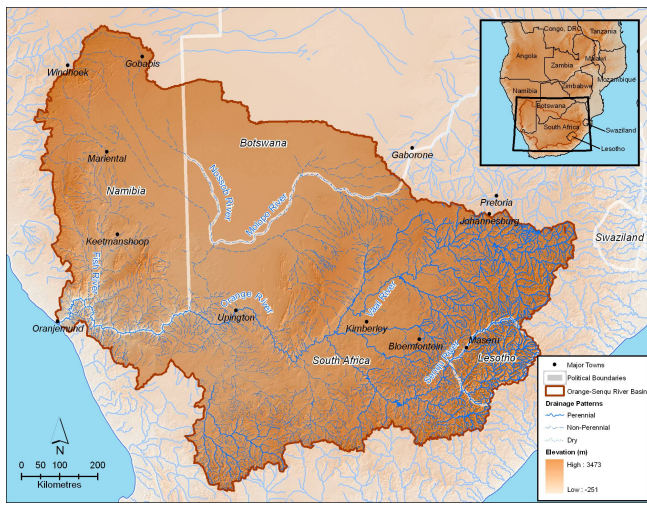 Congo, DRC
Tanzania
Angola
Malawi
Zambia
Mozambique
Zimbabwe
Namibia
Botswana
South Africa
Swaziland
Lesotho
Windhoek
Gobabis
Botswana
Gaborone
Mariental
Nossob River
Molopo River
Namibia
Pretoria
Johannesburg
Keetmanshoop
Swaziland
Fish River
Orange River
Vaal River
Oranjemund
Upington
Kimberley
Bloemfontein
Maseru
South Africa
Lesotho
Major Towns
Political Boundaries
Orange-Senqu River Basin
Drainage Patterns
Perennial
Non-Perennial
Dry
Elevation (m)
High : 3473
Low : -251
N
0 50 100 200
Kilometres